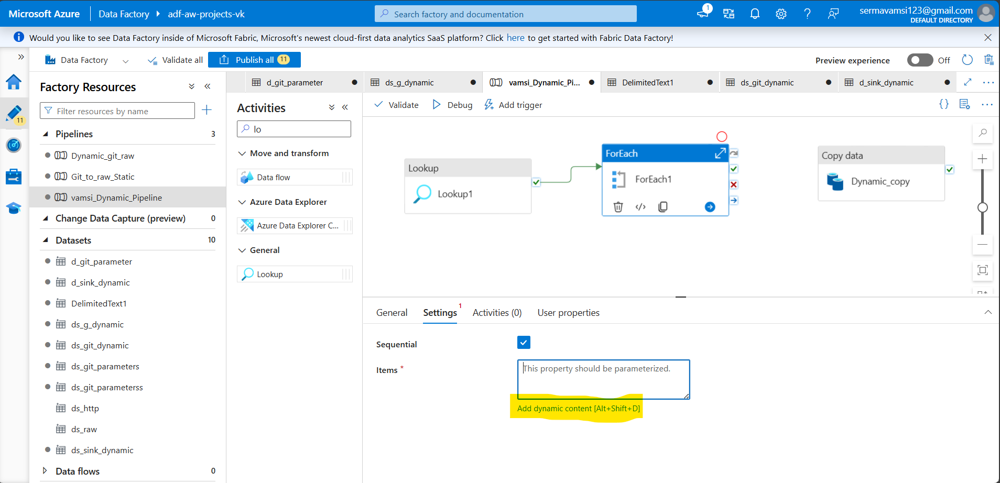 Microsoft Azure
Data Factory
adf-aw-projects-vk
Search factory and documentation
1
sermavamsi123@gmail.com
DEFAULT DIRECTORY
Would you like to see Data Factory inside of Microsoft Fabric, Microsoft's newest cloud-first data analytics SaaS platform? Click here to get started with Fabric Data Factory!
Data Factory
Validate all
Publish all 11
Preview experience
Off
11
Factory Resources
Filter resources by name
Pipelines 3
Dynamic_git_raw
Git_to_raw_Static
vamsi_Dynamic_Pipeline
Change Data Capture (preview) 0
Datasets 10
d_git_parameter
d_sink_dynamic
DelimitedText1
ds_g_dynamic
ds_git_dynamic
ds_git_parameters
ds_git_parameterss
ds_http
ds_raw
ds_sink_dynamic
Data flows 0
d_git_parameter
ds_g_dynamic
vamsi_Dynamic_Pi...
DelimitedText1
ds_git_dynamic
d_sink_dynamic
Activities
lo
Move and transform
Data flow
Azure Data Explorer
Azure Data Explorer C...
General
Lookup
Validate
Debug
Add trigger
Lookup
Lookup1
ForEach
ForEach1
Copy data
Dynamic_copy
General
Settings 1
Activities (0)
User properties
Sequential
Items *
This property should be parameterized.
Add dynamic content [Alt+Shift+D]